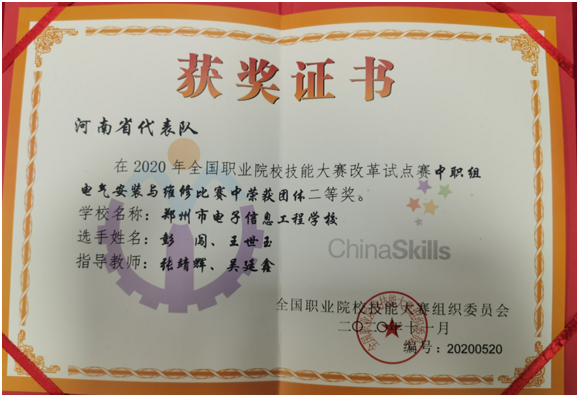 获奖证书
河南省代表队
在2020年全国职业院校技能大赛改革试点赛中职组
电气安装与维修比赛中荣获团体二等奖。
学校名称：郑州市电子信息工程学校
选手姓名：彭 阎、王世玉
指导教师：张靖辉、吴延鑫
ChinaSkills
全国职业院校技能大赛组织委员会
二〇二〇年十一月
编号：20200520